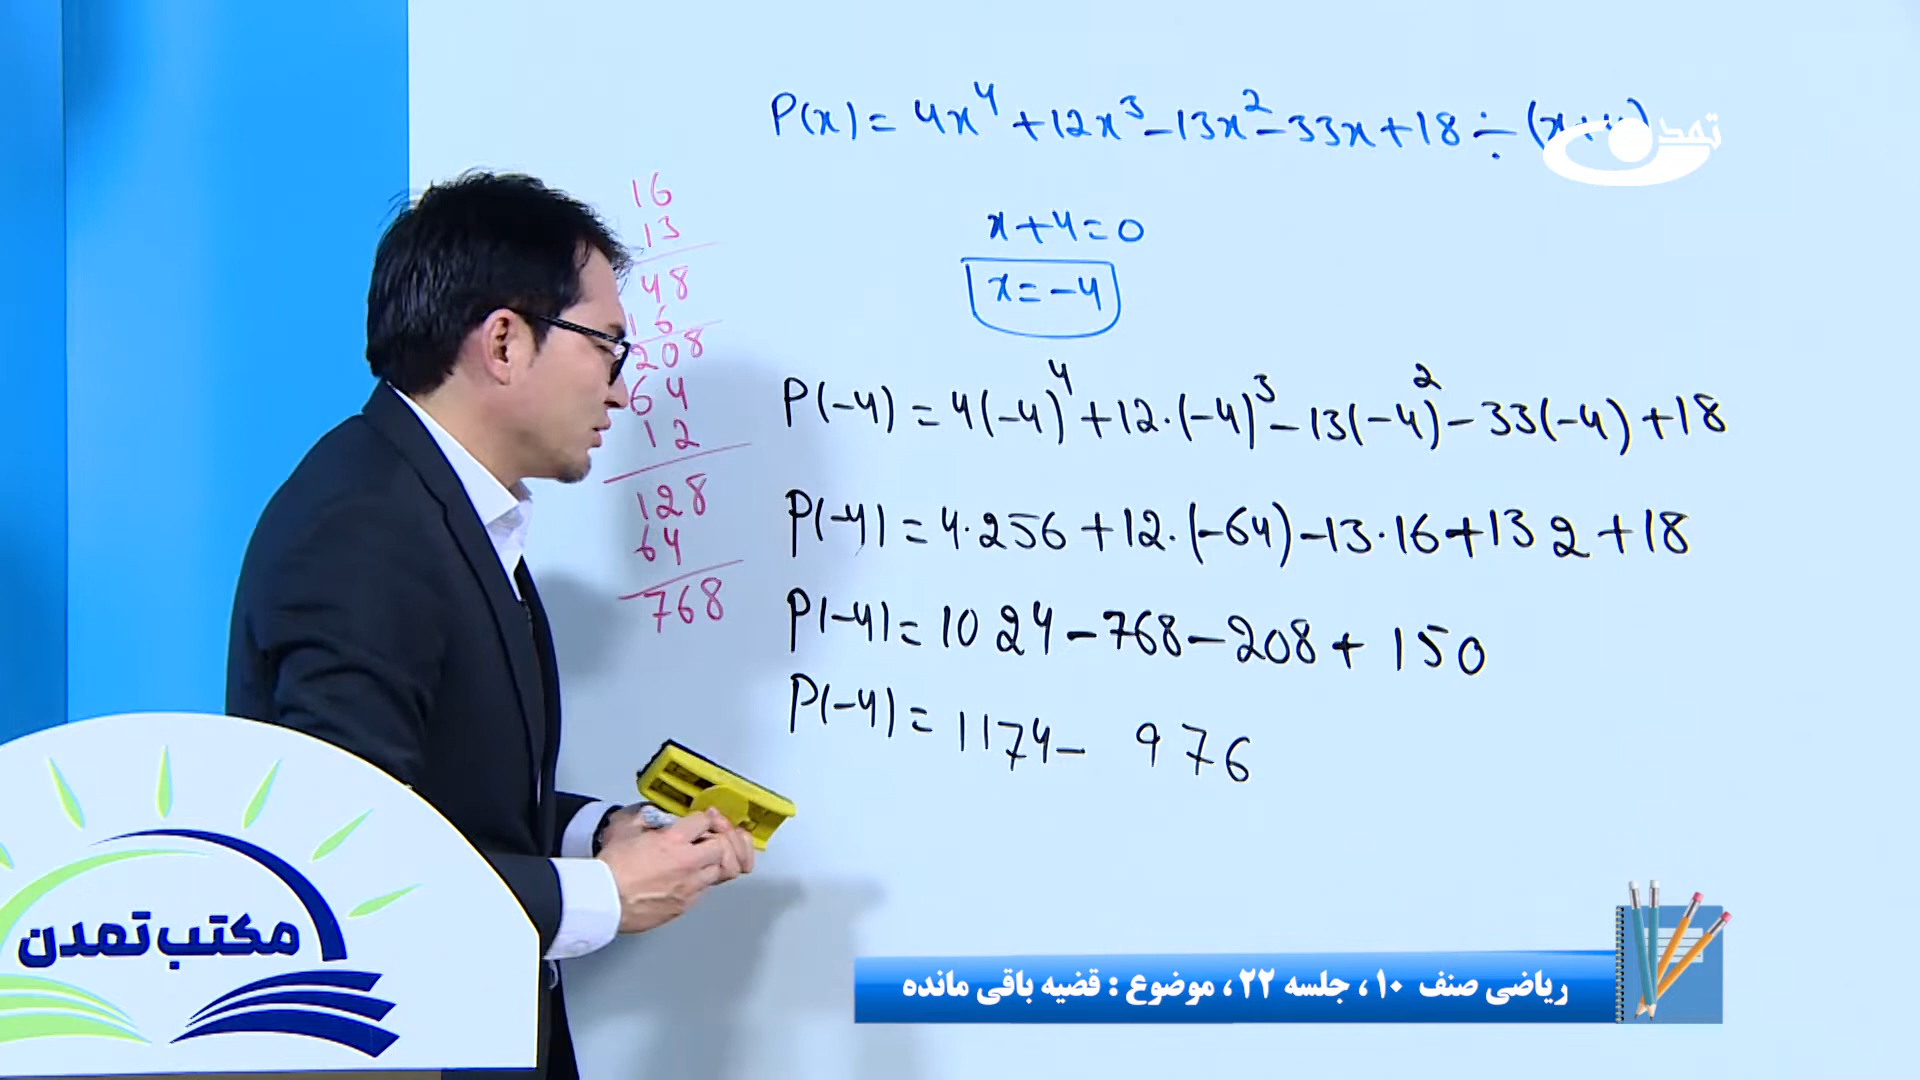 P(x) = 4x⁴ + 12x³ - 13x² - 33x + 18 ÷ (x+4)
تمدن
x+4=0
x=-4
P(-4) = 4(-4)⁴ + 12·(-4)³ - 13(-4)² - 33(-4) + 18
P(-4) = 4·256 + 12·(-64) - 13·16 + 132 + 18
P(-4) = 1024 - 768 - 208 + 150
P(-4) = 1174 - 976
16
13
48
16
208
64
12
128
64
768
مکتب تمدن
ریاضی صنف ۱۰، جلسه ۲۲، موضوع : قضیه باقی مانده